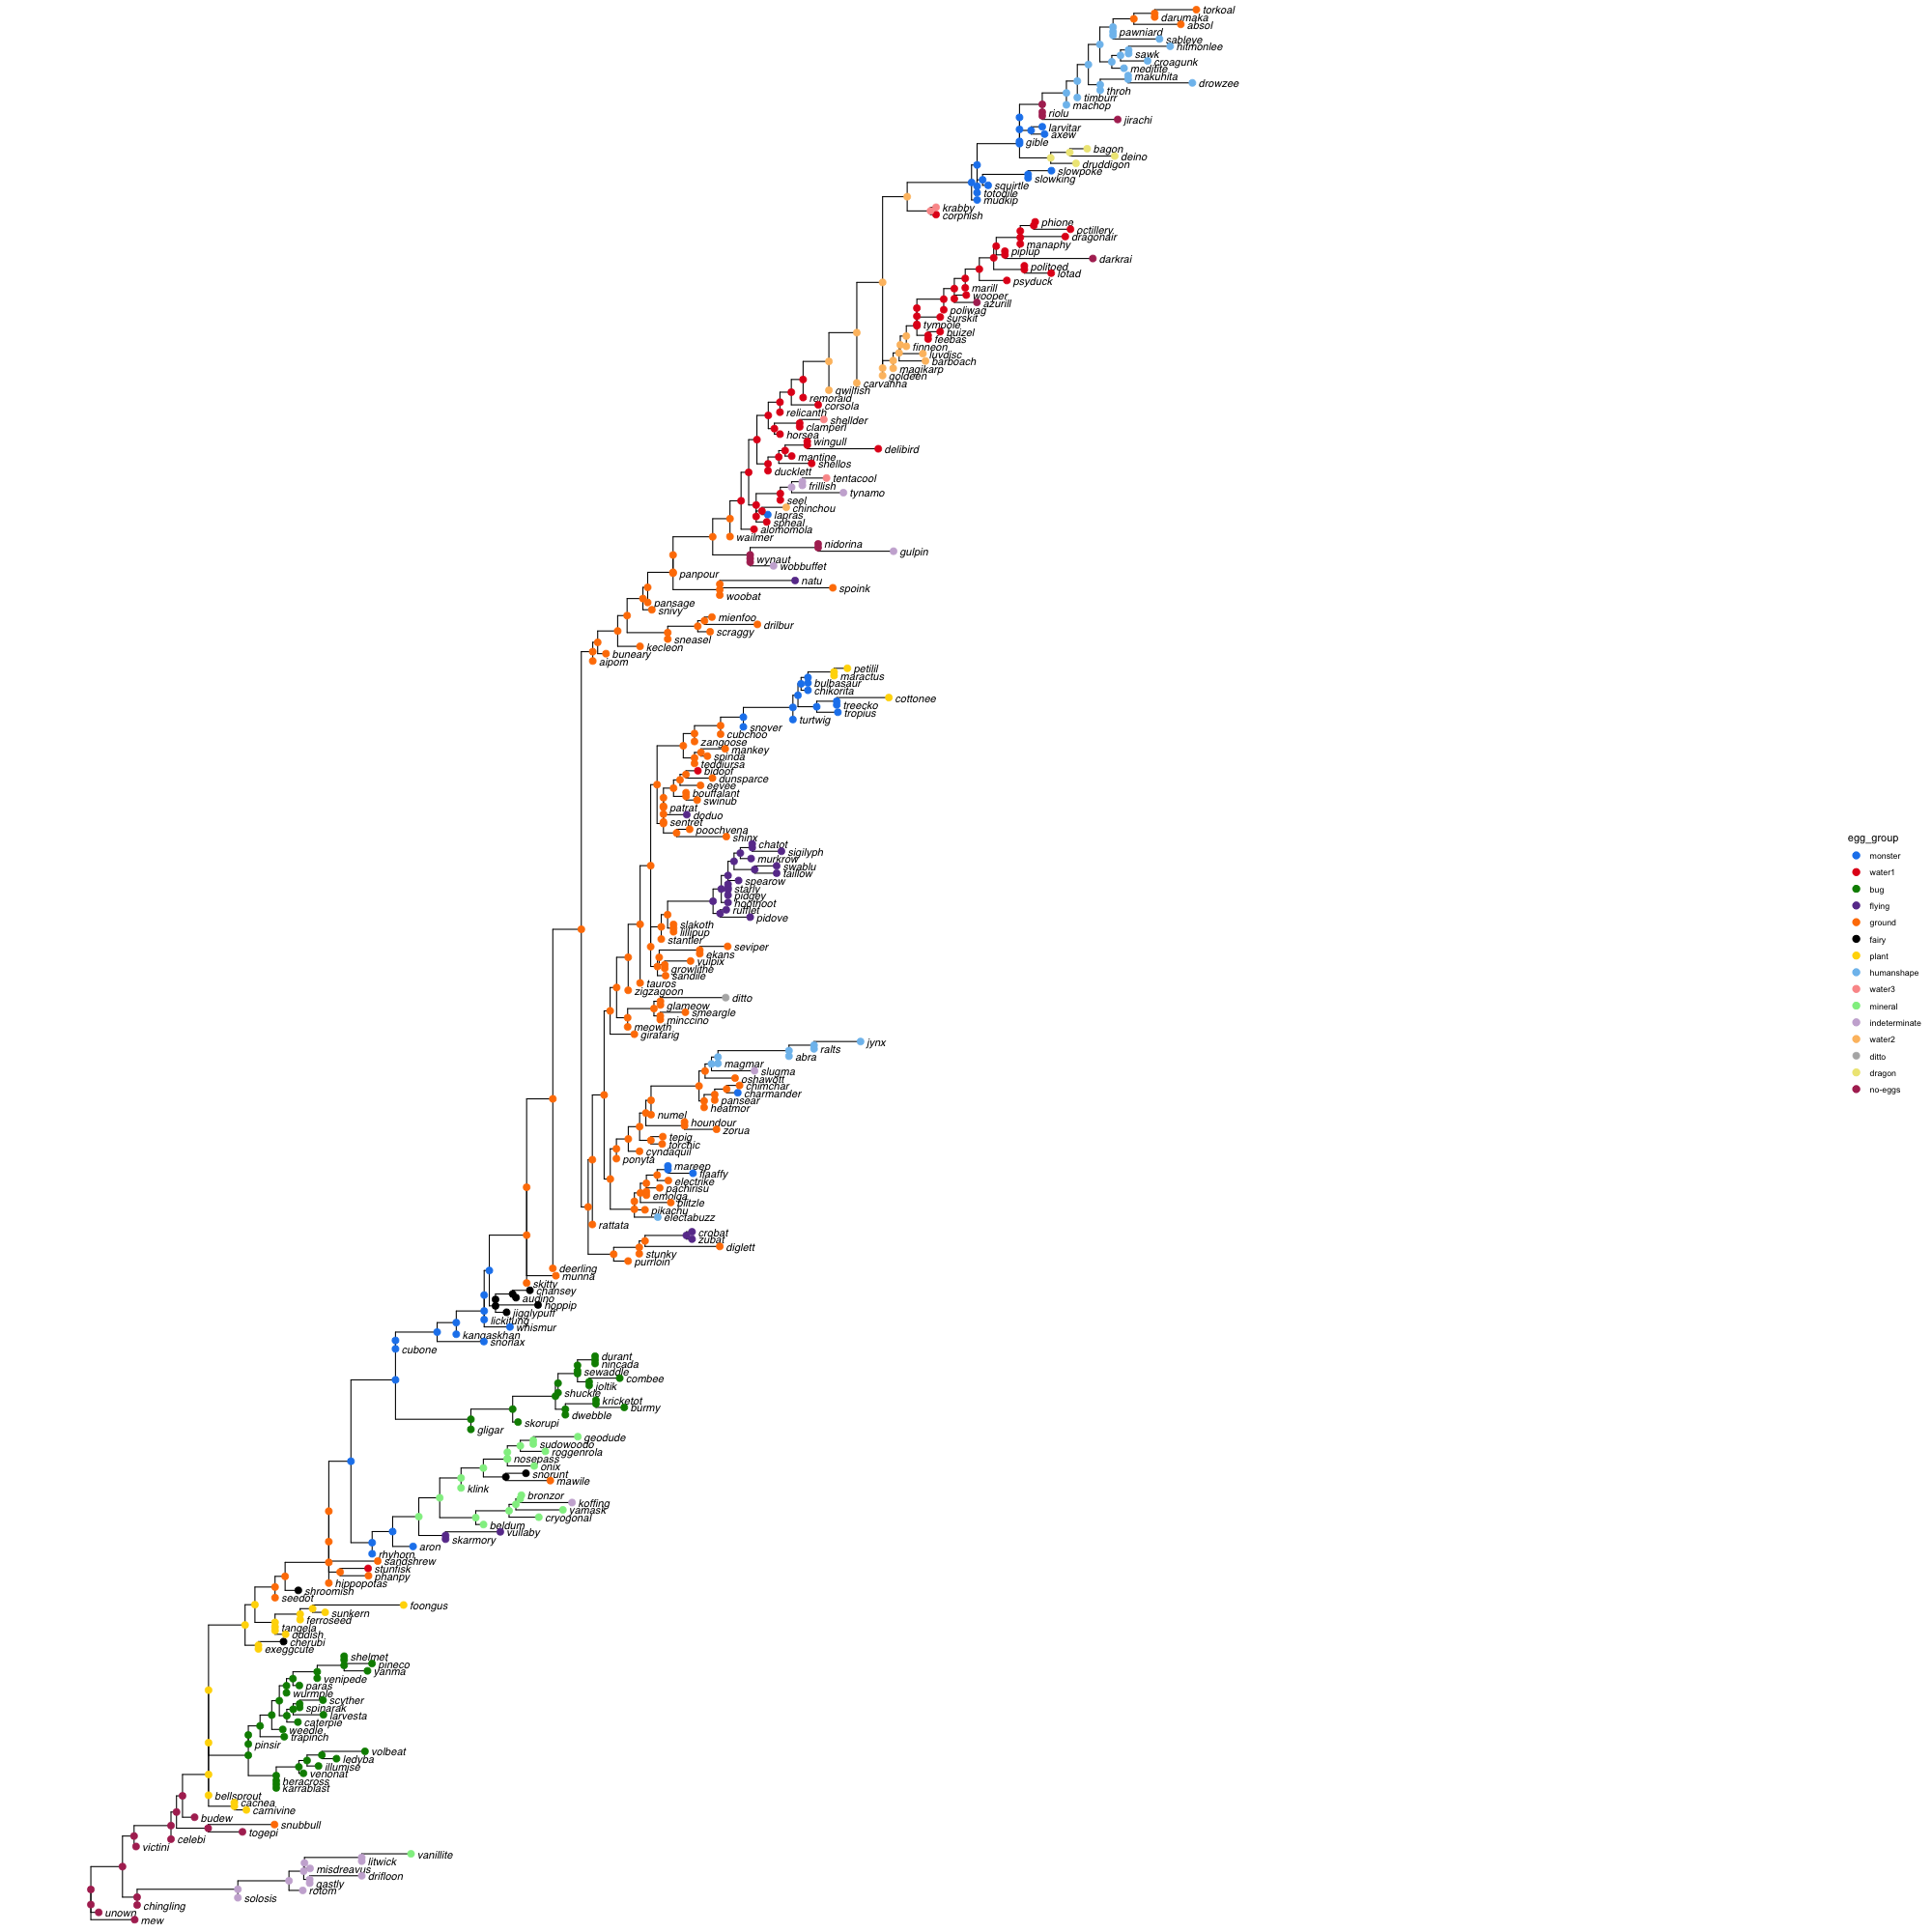 torkoal
darumaka
absol
pawniard
sableye
hitmonlee
sawk
croagunk
meditite
makuhita
drowzee
throh
timburr
machop
riolu
jirachi
larvitar
axew
gible
bagon
deino
druddigon
slowpoke
slowking
squirtle
totodile
mudkip
krabby
corphish
phione
octillery
dragonair
manaphy
piplup
darkrai
politoed
lotad
psyduck
marill
wooper
azurill
poliwag
surskit
tympole
buizel
feebas
finneon
luvdisc
barboach
magikarp
goldeen
carvanha
qwilfish
remoraid
corsola
relicanth
shellder
clamperl
horsea
wingull
delibird
mantine
shellos
ducklett
tentacool
frillish
tynamo
seel
chinchou
lapras
spheal
alomomola
wailmer
nidorina
gulpin
wynaut
wobbuffet
panpour
natu
spoink
woobat
pansage
snivy
mienfoo
drilbur
scraggy
sneasel
kecleon
buneary
aipom
petilil
maractus
bulbasaur
chikorita
cottonee
treecko
tropius
turtwig
snover
cubchoo
zangoose
mankey
spinda
teddiursa
bidoof
dunsparce
eevee
bouffalant
swinub
patrat
doduo
sentret
poochyena
shinx
chatot
sigilyph
murkrow
swablu
taillow
spearow
starly
pidgey
hoothoot
rufflet
pidove
slakoth
lillipup
stantler
seviper
ekans
vulpix
growlithe
sandile
tauros
zigzagoon
ditto
glameow
smeargle
minccino
meowth
girafarig
jynx
ralts
abra
magmar
slugma
oshawott
chimchar
charmander
pansear
heatmor
numel
houndour
zorua
tepig
torchic
cyndaquil
ponyta
mareep
flaaffy
electrike
pachirisu
emolga
blitzle
pikachu
electabuzz
rattata
crobat
zubat
diglett
stunky
purrloin
deerling
munna
skitty
chansey
audino
hoppip
jigglypuff
lickitung
whismur
kangaskhan
snorlax
cubone
durant
nincada
sewaddle
combee
joltik
shuckle
kricketot
burmy
dwebble
skorupi
gligar
geodude
sudowoodo
roggenrola
nosepass
onix
snorunt
mawile
klink
bronzor
koffing
yamask
cryogonal
beldum
vullaby
skarmory
aron
rhyhorn
sandshrew
stunfisk
phanpy
hippopotas
shroomish
seedot
foongus
sunkern
ferroseed
tangela
oddish
cherubi
exeggcute
shelmet
pineco
yanma
venipede
paras
wurmple
scyther
spinarak
larvesta
caterpie
weedle
trapinch
pinsir
volbeat
ledyba
illumise
venonat
heracross
karrablast
bellsprout
cacnea
carnivine
budew
snubbull
togepi
celebi
victini
vanillite
litwick
misdreavus
drifloon
gastly
rotom
solosis
chingling
unown
mew
egg_group
monster
water1
bug
flying
ground
fairy
plant
humanshape
water3
mineral
indeterminate
water2
ditto
dragon
no-eggs